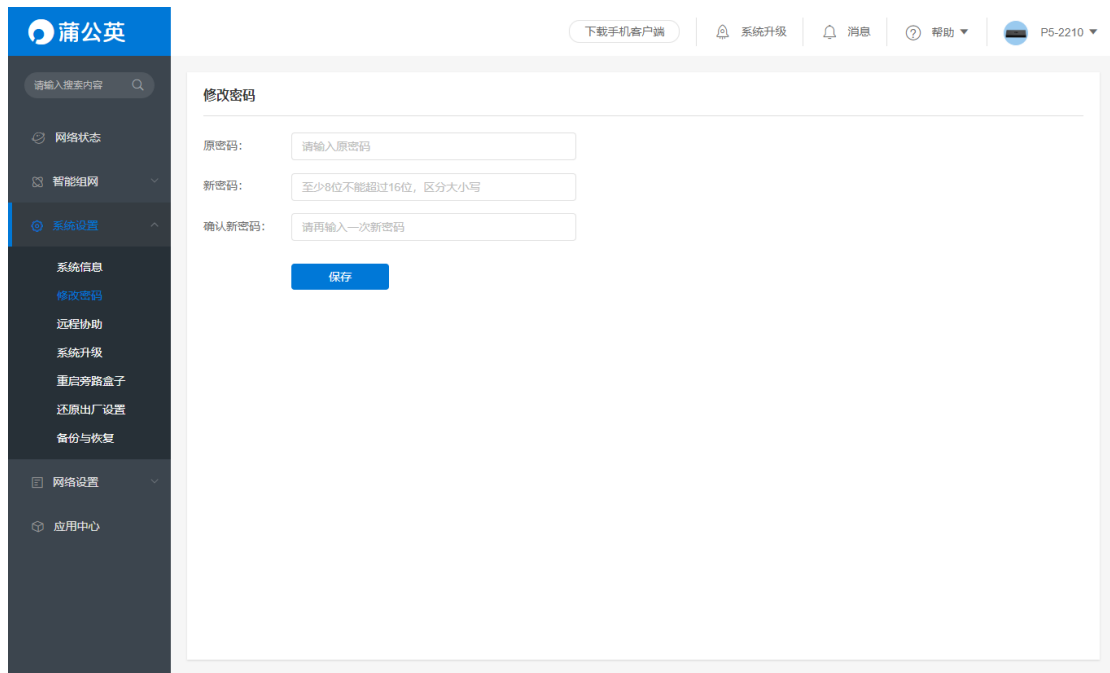 蒲公英
下载手机客户端
系统升级
消息
帮助
P5-2210
请输入搜索内容
网络状态
智能组网
系统设置
系统信息
修改密码
远程协助
系统升级
重启旁路盒子
还原出厂设置
备份与恢复
网络设置
应用中心
修改密码
原密码：
请输入原密码
新密码：
至少8位不能超过16位，区分大小写
确认新密码：
请再输入一次新密码
保存